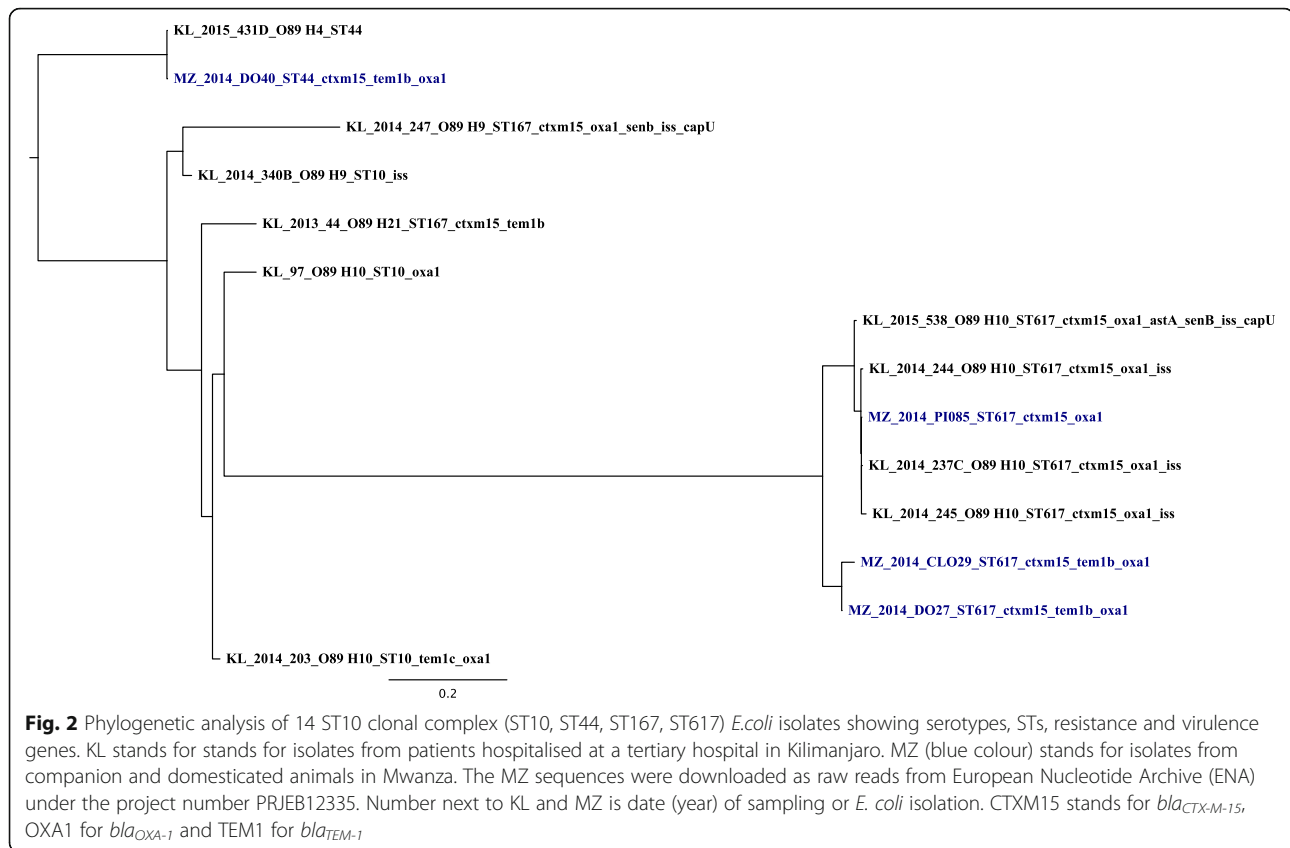 KL_2015_431D_O89 H4_ST44
MZ_2014_DO40_ST44_ctxm15_tem1b_oxa1
KL_2014_247_O89 H9_ST167_ctxm15_oxa1_senb_iss_capU
KL_2014_340B_O89 H9_ST10_iss
KL_2013_44_O89 H21_ST167_ctxm15_tem1b
KL_97_O89 H10_ST10_oxa1
KL_2015_538_O89 H10_ST617_ctxm15_oxa1_astA_senB_iss_capU
KL_2014_244_O89 H10_ST617_ctxm15_oxa1_iss
MZ_2014_PI085_ST617_ctxm15_oxa1
KL_2014_237C_O89 H10_ST617_ctxm15_oxa1_iss
KL_2014_245_O89 H10_ST617_ctxm15_oxa1_iss
MZ_2014_CLO29_ST617_ctxm15_tem1b_oxa1
MZ_2014_DO27_ST617_ctxm15_tem1b_oxa1
KL_2014_203_O89 H10_ST10_tem1c_oxa1
0.2
Fig. 2 Phylogenetic analysis of 14 ST10 clonal complex (ST10, ST44, ST167, ST617) E.coli isolates showing serotypes, STs, resistance and virulence
genes. KL stands for stands for isolates from patients hospitalised at a tertiary hospital in Kilimanjaro. MZ (blue colour) stands for isolates from
companion and domesticated animals in Mwanza. The MZ sequences were downloaded as raw reads from European Nucleotide Archive (ENA)
under the project number PRJEB12335. Number next to KL and MZ is date (year) of sampling or E. coli isolation. CTXM15 stands for blaCTX-M-15,
OXA1 for blaOXA-1 and TEM1 for blaTEM-1